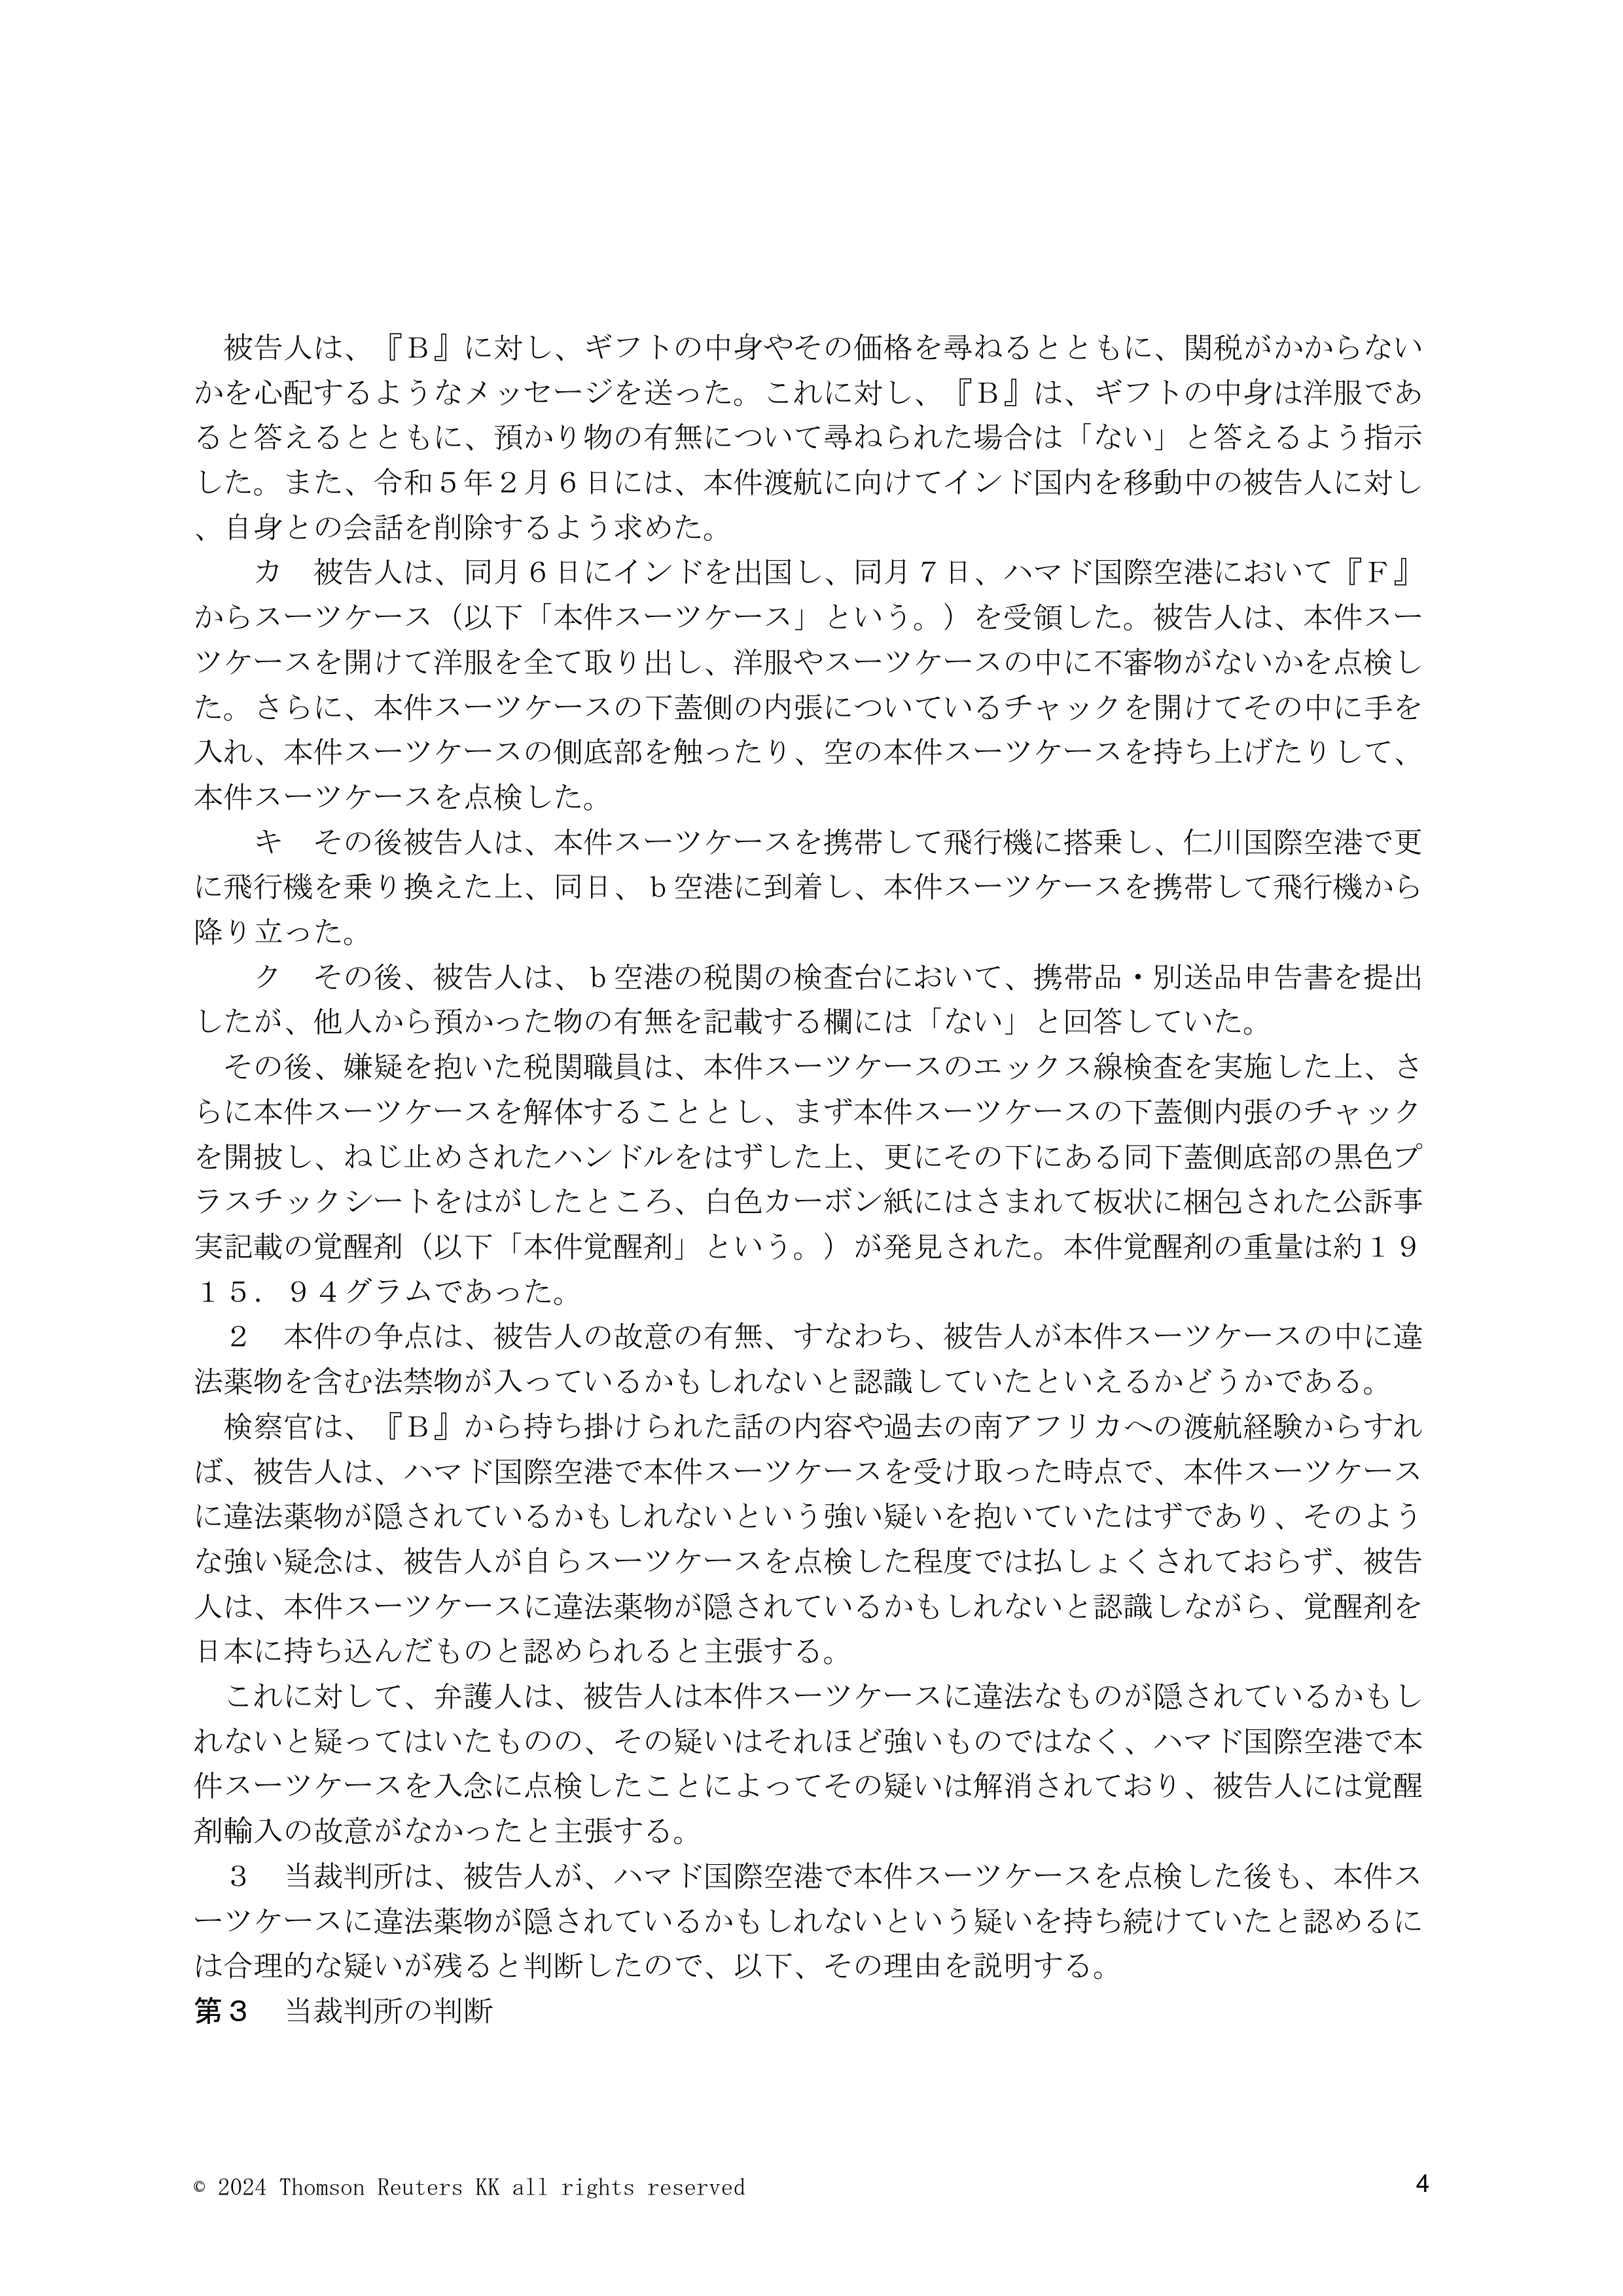 被告人は、『Ｂ』に対し、ギフトの中身やその価格を尋ねるとともに、関税がかからない
かを心配するようなメッセージを送った。これに対し、『Ｂ』は、ギフトの中身は洋服であ
ると答えるとともに、預かり物の有無について尋ねられた場合は「ない」と答えるよう指示
した。また、令和５年２月６日には、本件渡航に向けてインド国内を移動中の被告人に対し
、自身との会話を削除するよう求めた。
　　カ　被告人は、同月６日にインドを出国し、同月７日、ハマド国際空港において『Ｆ』
からスーツケース（以下「本件スーツケース」という。）を受領した。被告人は、本件スー
ツケースを開けて洋服を全て取り出し、洋服やスーツケースの中に不審物がないかを点検し
た。さらに、本件スーツケースの下蓋側の内張についているチャックを開けてその中に手を
入れ、本件スーツケースの側底部を触ったり、空の本件スーツケースを持ち上げたりして、
本件スーツケースを点検した。
　　キ　その後被告人は、本件スーツケースを携帯して飛行機に搭乗し、仁川国際空港で更
に飛行機を乗り換えた上、同日、ｂ空港に到着し、本件スーツケースを携帯して飛行機から
降り立った。
　　ク　その後、被告人は、ｂ空港の税関の検査台において、携帯品・別送品申告書を提出
したが、他人から預かった物の有無を記載する欄には「ない」と回答していた。
　その後、嫌疑を抱いた税関職員は、本件スーツケースのエックス線検査を実施した上、さ
らに本件スーツケースを解体することとし、まず本件スーツケースの下蓋側内張のチャック
を開披し、ねじ止めされたハンドルをはずした上、更にその下にある同下蓋側底部の黒色プ
ラスチックシートをはがしたところ、白色カーボン紙にはさまれて板状に梱包された公訴事
実記載の覚醒剤（以下「本件覚醒剤」という。）が発見された。本件覚醒剤の重量は約１９
１５．９４グラムであった。
　２　本件の争点は、被告人の故意の有無、すなわち、被告人が本件スーツケースの中に違
法薬物を含む法禁物が入っているかもしれないと認識していたといえるかどうかである。
　検察官は、『Ｂ』から持ち掛けられた話の内容や過去の南アフリカへの渡航経験からすれ
ば、被告人は、ハマド国際空港で本件スーツケースを受け取った時点で、本件スーツケース
に違法薬物が隠されているかもしれないという強い疑いを抱いていたはずであり、そのよう
な強い疑念は、被告人が自らスーツケースを点検した程度では払しょくされておらず、被告
人は、本件スーツケースに違法薬物が隠されているかもしれないと認識しながら、覚醒剤を
日本に持ち込んだものと認められると主張する。
　これに対して、弁護人は、被告人は本件スーツケースに違法なものが隠されているかもし
れないと疑ってはいたものの、その疑いはそれほど強いものではなく、ハマド国際空港で本
件スーツケースを入念に点検したことによってその疑いは解消されており、被告人には覚醒
剤輸入の故意がなかったと主張する。
　３　当裁判所は、被告人が、ハマド国際空港で本件スーツケースを点検した後も、本件ス
ーツケースに違法薬物が隠されているかもしれないという疑いを持ち続けていたと認めるに
は合理的な疑いが残ると判断したので、以下、その理由を説明する。
第３　当裁判所の判断
© 2024 Thomson Reuters KK all rights reserved
4